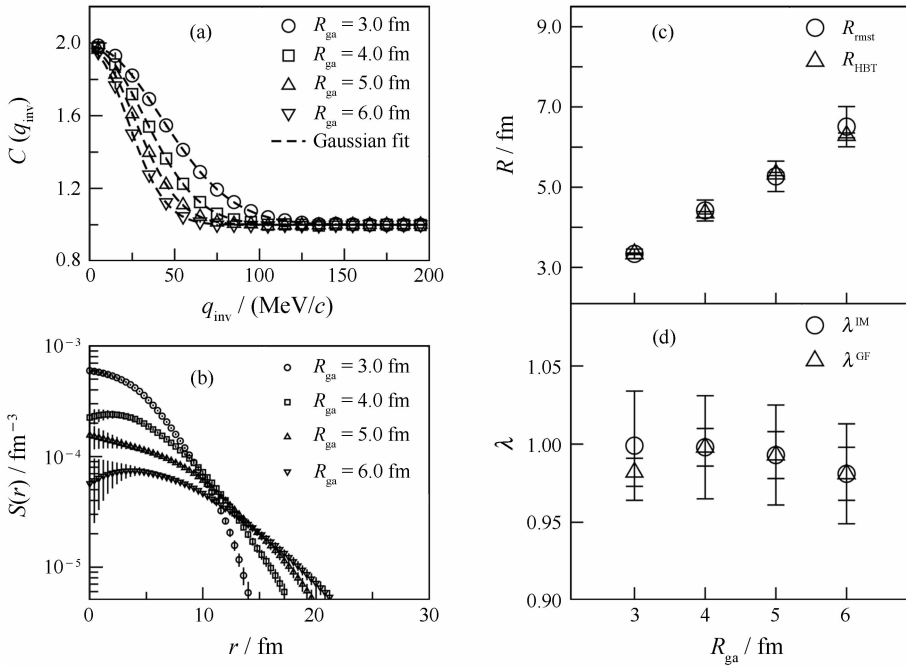 (a)
R_ga = 3.0 fm
R_ga = 4.0 fm
R_ga = 5.0 fm
R_ga = 6.0 fm
Gaussian fit
2.0
1.6
1.2
0.8
C (q_inv)
0 50 100 150 200
q_inv / (MeV/c)
(b)
R_ga = 3.0 fm
R_ga = 4.0 fm
R_ga = 5.0 fm
R_ga = 6.0 fm
10⁻³
10⁻⁴
10⁻⁵
S(r) / fm⁻³
0 10 20 30
r / fm
(c)
R_rmst
R_HBT
9.0
7.0
5.0
3.0
R / fm
(d)
λ^IM
λ^GF
1.05
1.00
0.95
0.90
λ
3 4 5 6
R_ga / fm